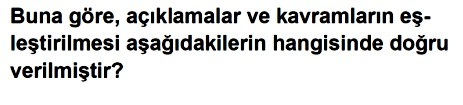 Buna göre, açıklamalar ve kavramların eş-
leştirilmesi aşağıdakilerin hangisinde doğru
verilmiştir?